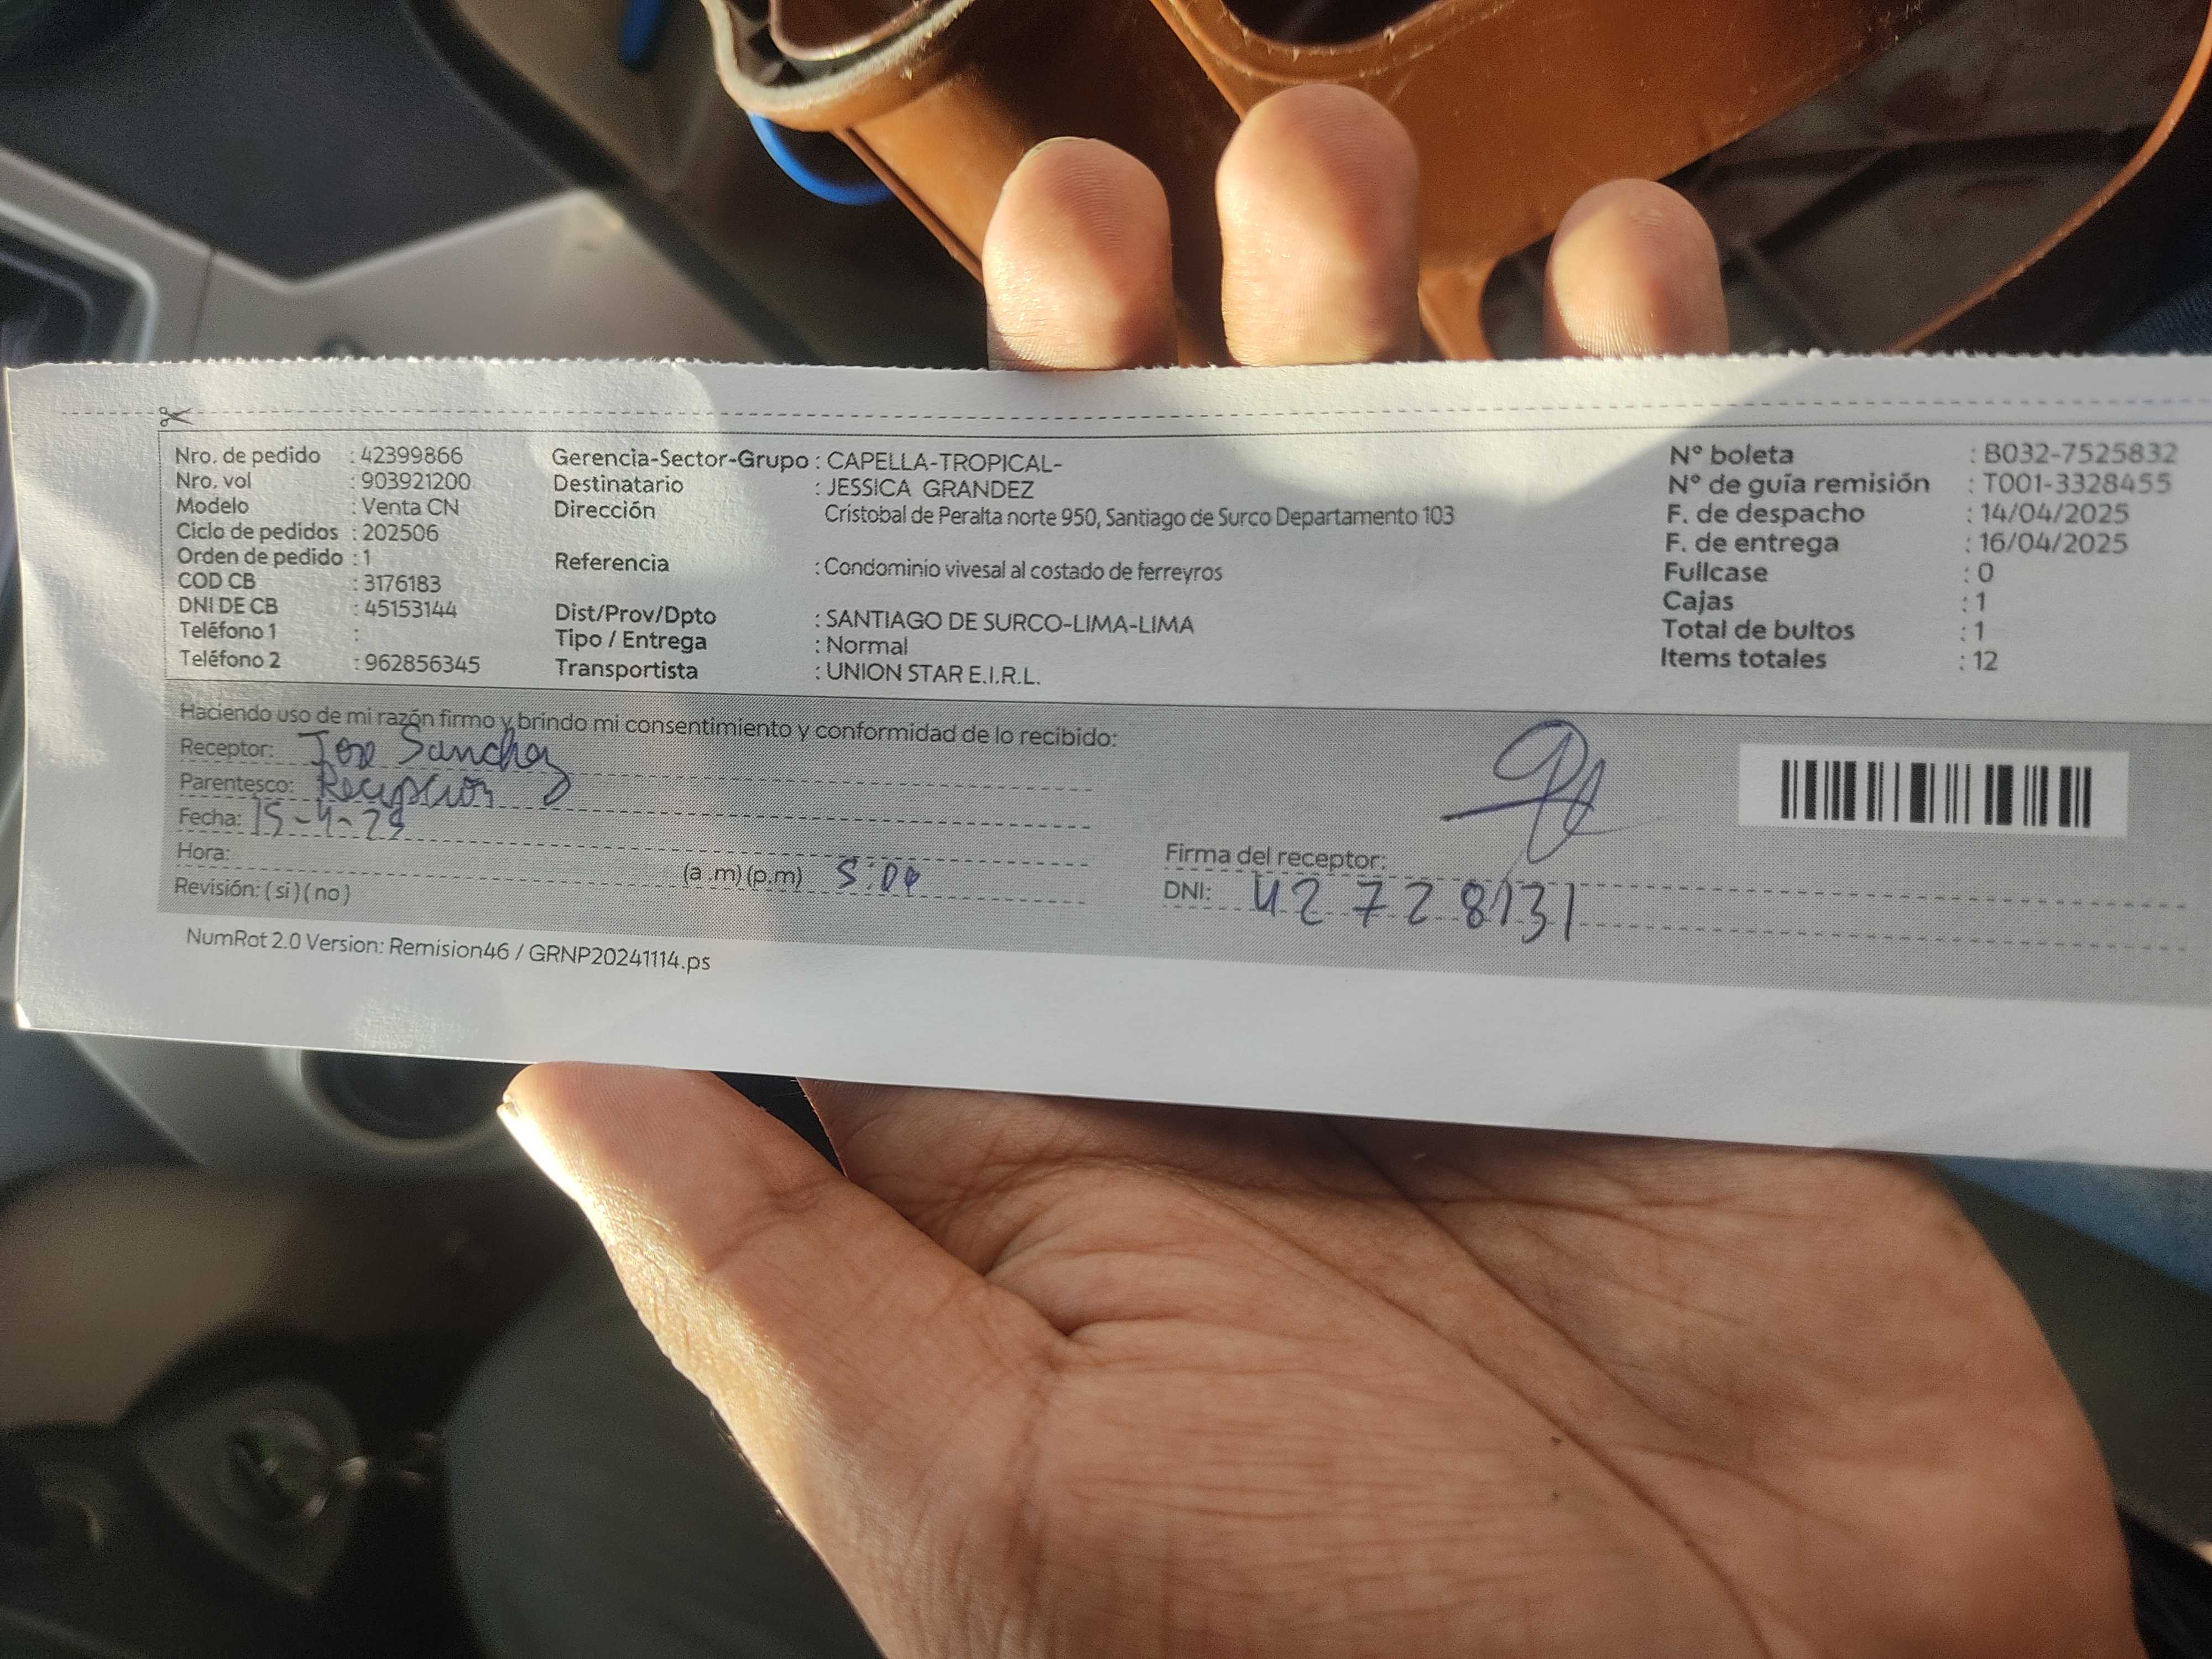 Nro. de pedido : 42399866
Nro. vol : 903921200
Modelo : Venta CN
Ciclo de pedidos : 202506
Orden de pedido : 1
COD CB : 3176183
DNI DE CB : 45153144
Teléfono 1 :
Teléfono 2 : 962856345
Gerencia-Sector-Grupo : CAPELLA-TROPICAL-
Destinatario : JESSICA GRANDEZ
Dirección Cristobal de Peralta norte 950, Santiago de Surco Departamento 103
Referencia : Condominio vivesal al costado de ferreyros
Dist/Prov/Dpto : SANTIAGO DE SURCO-LIMA-LIMA
Tipo / Entrega : Normal
Transportista : UNION STAR E.I.R.L.
N° boleta : B032-7525832
N° de guía remisión : T001-3328455
F. de despacho : 14/04/2025
F. de entrega : 16/04/2025
Fullcase : 0
Cajas : 1
Total de bultos : 1
Items totales : 12
Haciendo uso de mi razón firmo y brindo mi consentimiento y conformidad de lo recibido:
Receptor: Jose Sanchez
Parentesco: Recepción
Fecha: 15-4-25
Hora: (a .m) (p.m) 5:00
Revisión: ( si ) ( no )
Firma del receptor:
DNI: 42728131
NumRot 2.0 Version: Remision46 / GRNP20241114.ps